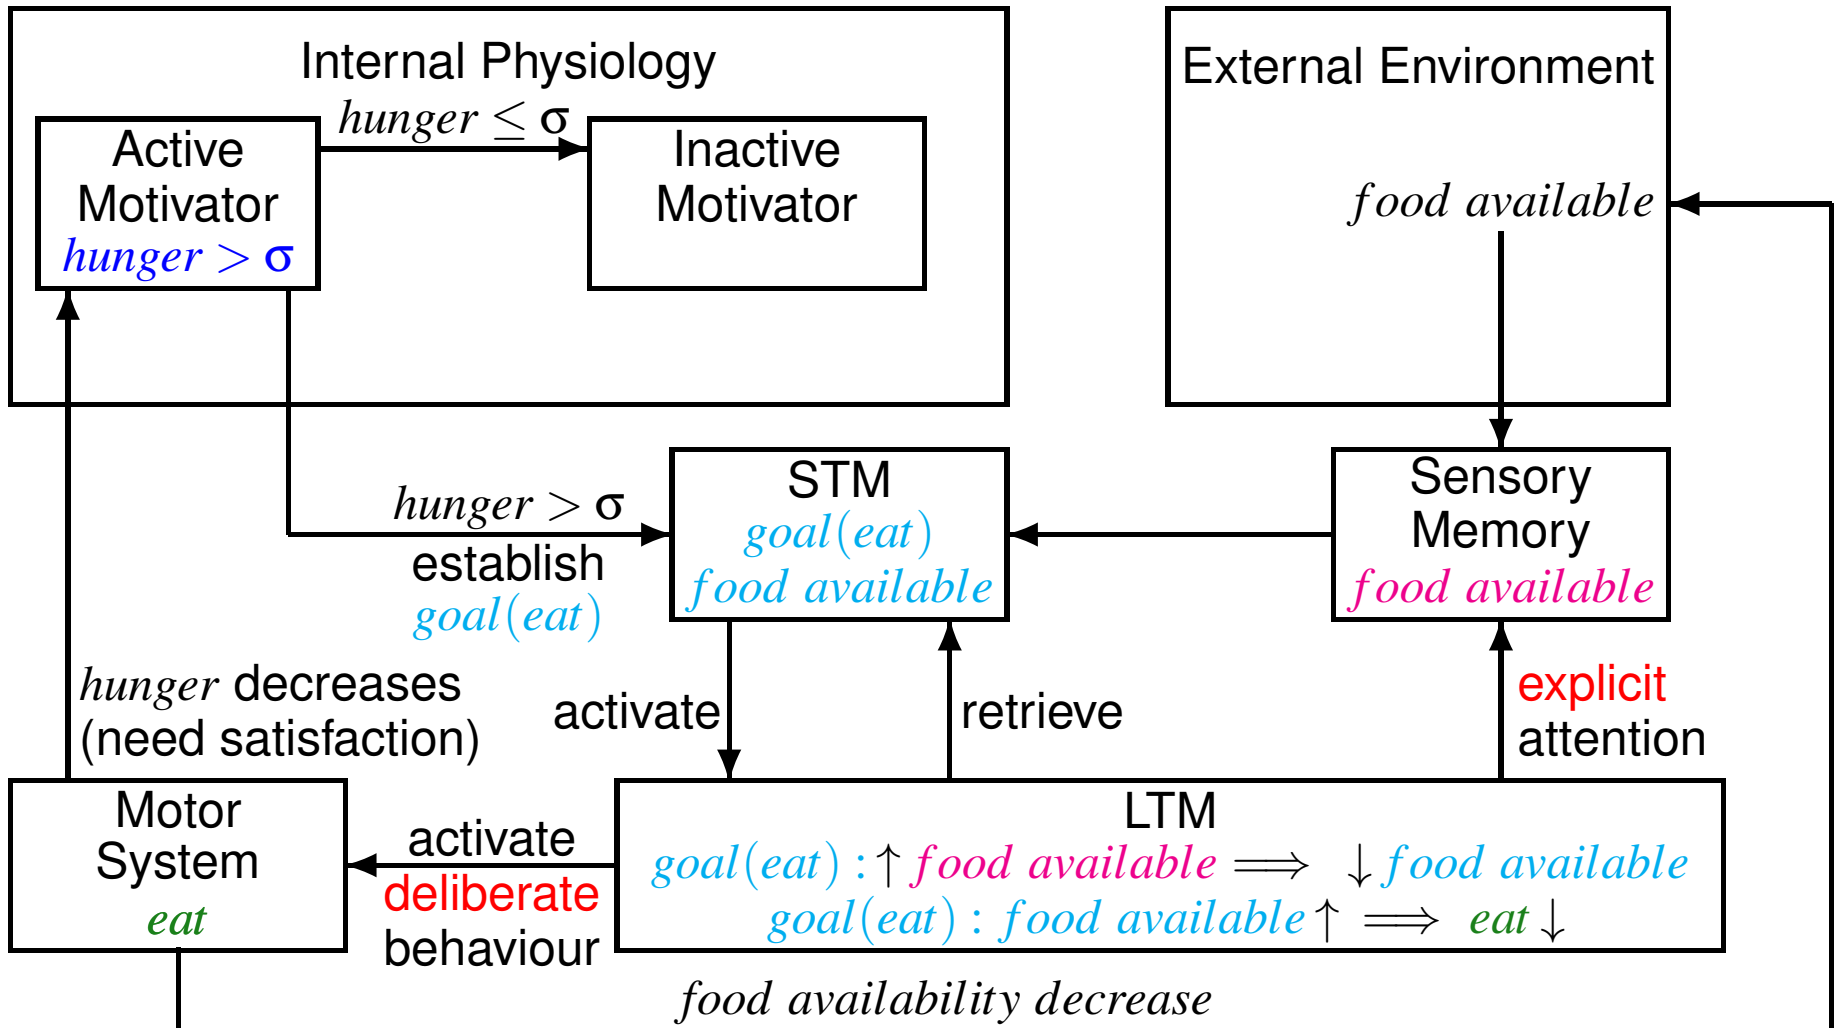 Internal Physiology
External Environment
hunger ≤ σ
Active
Motivator
hunger > σ
Inactive
Motivator
food available
hunger > σ
establish
goal(eat)
STM
goal(eat)
food available
Sensory
Memory
food available
hunger decreases
(need satisfaction)
activate
retrieve
explicit
attention
Motor
System
eat
activate
deliberate
behaviour
LTM
goal(eat) : ↑ food available ⟹ ↓ food available
goal(eat) : food available ↑ ⟹ eat ↓
food availability decrease